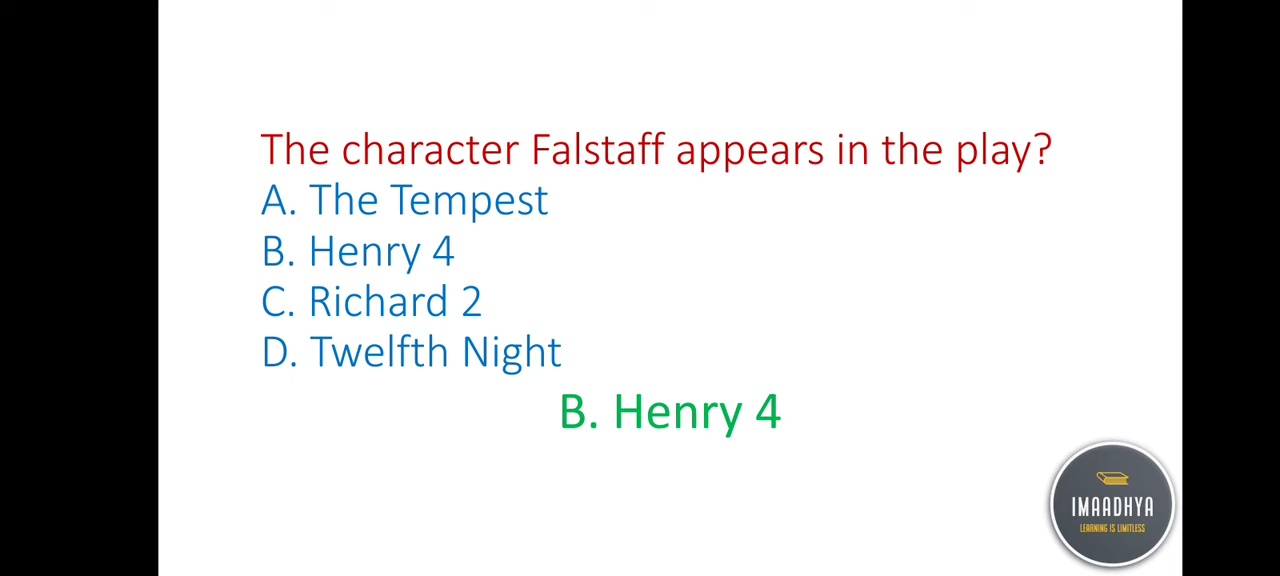 The character Falstaff appears in the play?
A. The Tempest
B. Henry 4
C. Richard 2
D. Twelfth Night
B. Henry 4
IMAADHYA
LEARNING IS LIMITLESS